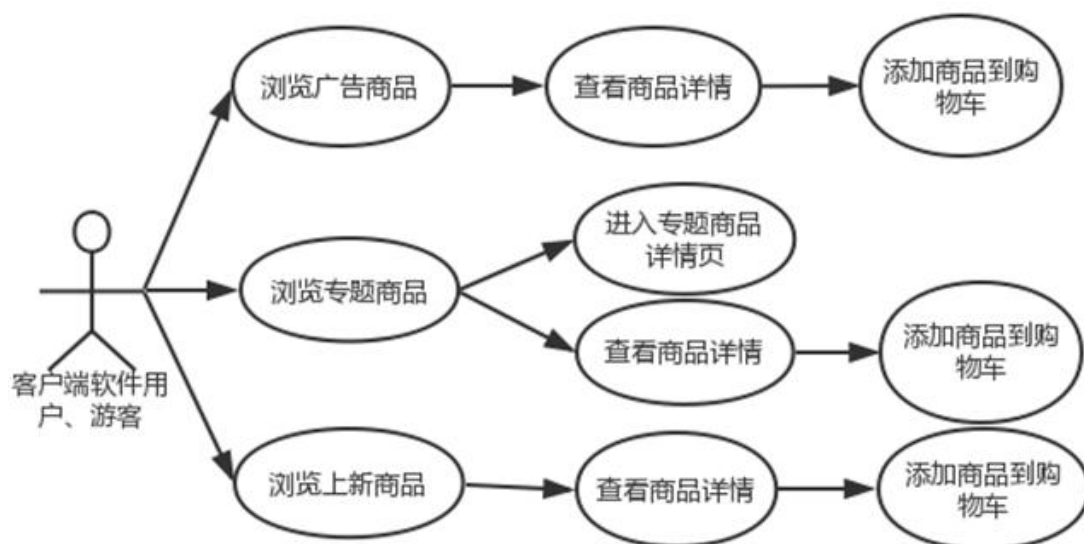 浏览广告商品
查看商品详情
添加商品到购
物车
进入专题商品
详情页
浏览专题商品
查看商品详情
添加商品到购
物车
客户端软件用
户、游客
浏览上新商品
查看商品详情
添加商品到购
物车